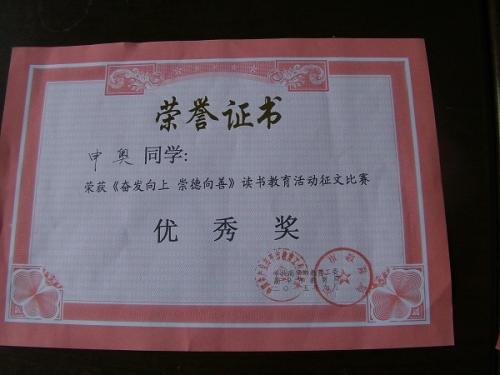 荣誉证书
申奥 同学:
荣获《奋发向上 崇德向善》读书教育活动征文比赛
优秀奖